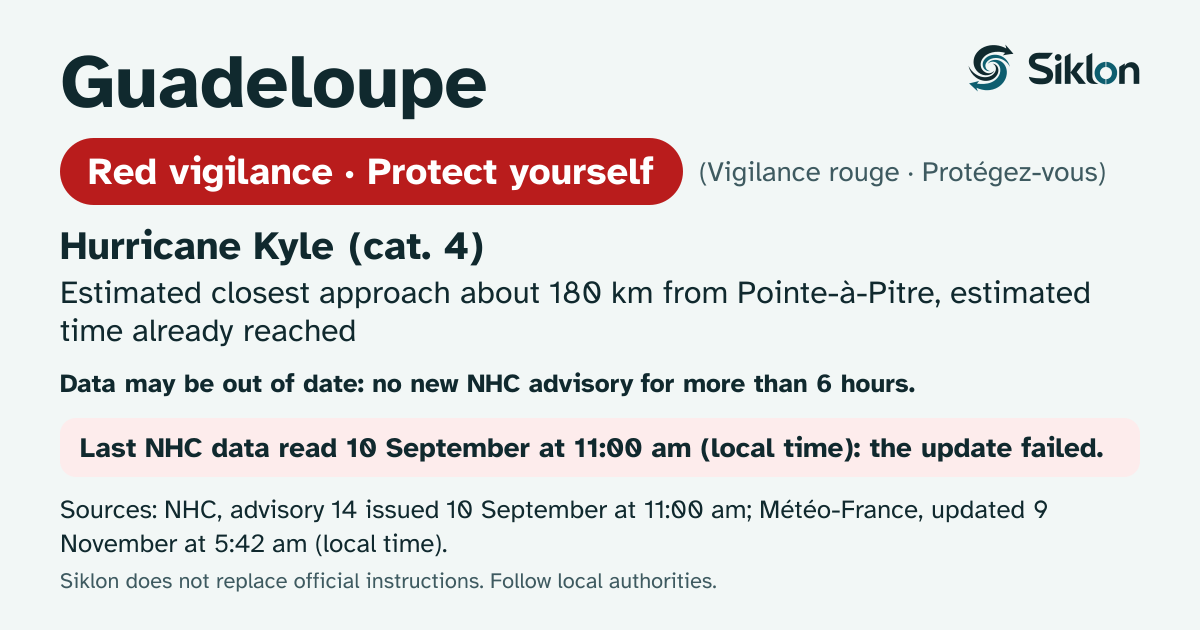 Guadeloupe
Siklon
Red vigilance · Protect yourself
(Vigilance rouge · Protégez-vous)
Hurricane Kyle (cat. 4)
Estimated closest approach about 180 km from Pointe-à-Pitre, estimated
time already reached
Data may be out of date: no new NHC advisory for more than 6 hours.
Last NHC data read 10 September at 11:00 am (local time): the update failed.
Sources: NHC, advisory 14 issued 10 September at 11:00 am; Météo-France, updated 9
November at 5:42 am (local time).
Siklon does not replace official instructions. Follow local authorities.